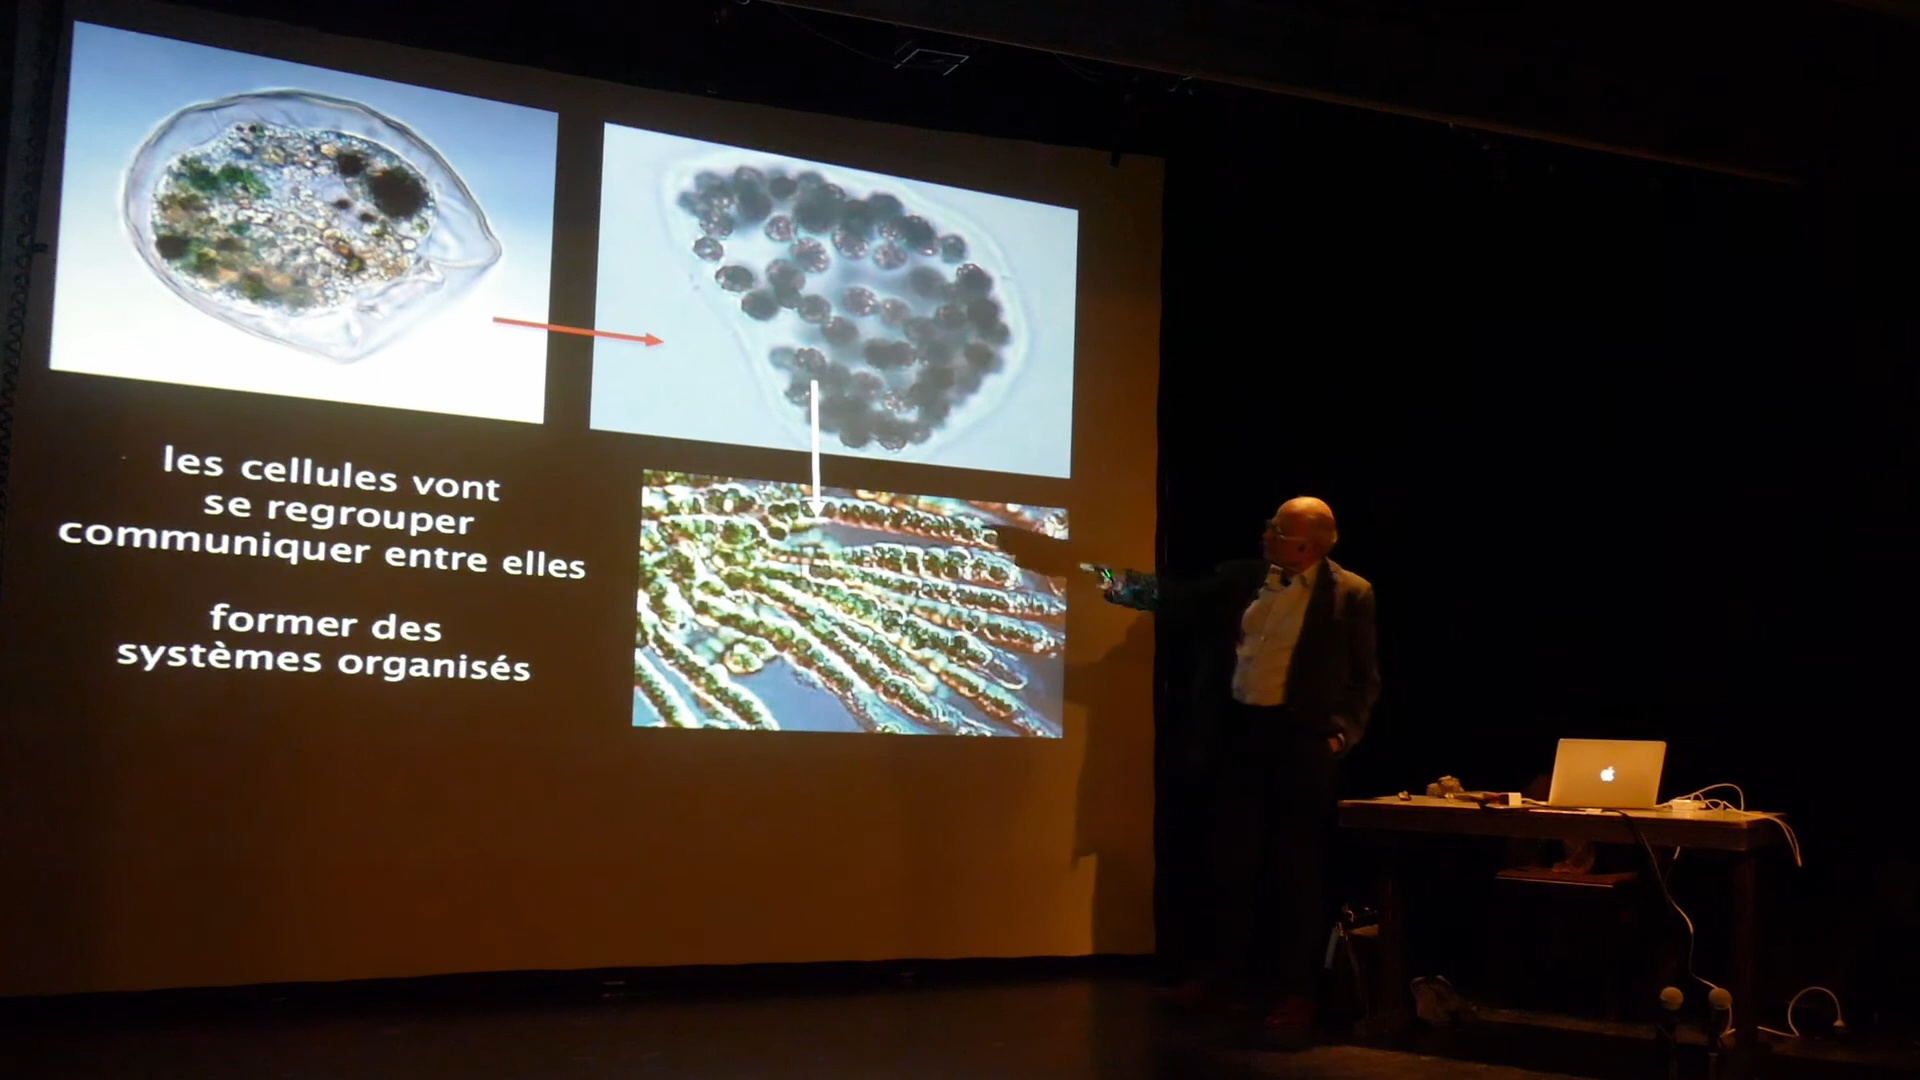 les cellules vont
se regrouper
communiquer entre elles
former des
systèmes organisés